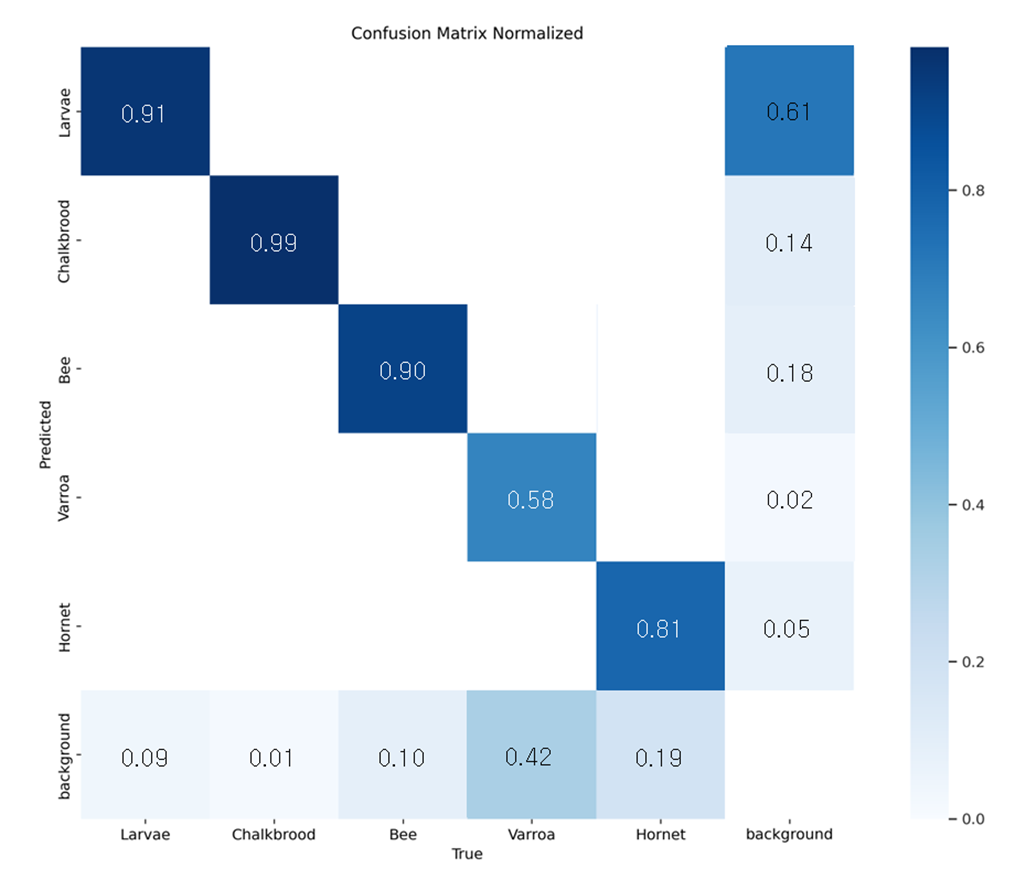 Confusion Matrix Normalized
Larvae 0.91 0.61
Chalkbrood 0.99 0.14 0.8
Bee 0.90 0.18 0.6
Predicted
Varroa 0.58 0.02 0.4
Hornet 0.81 0.05 0.2
background 0.09 0.01 0.10 0.42 0.19
0.0
Larvae Chalkbrood Bee Varroa Hornet background
True